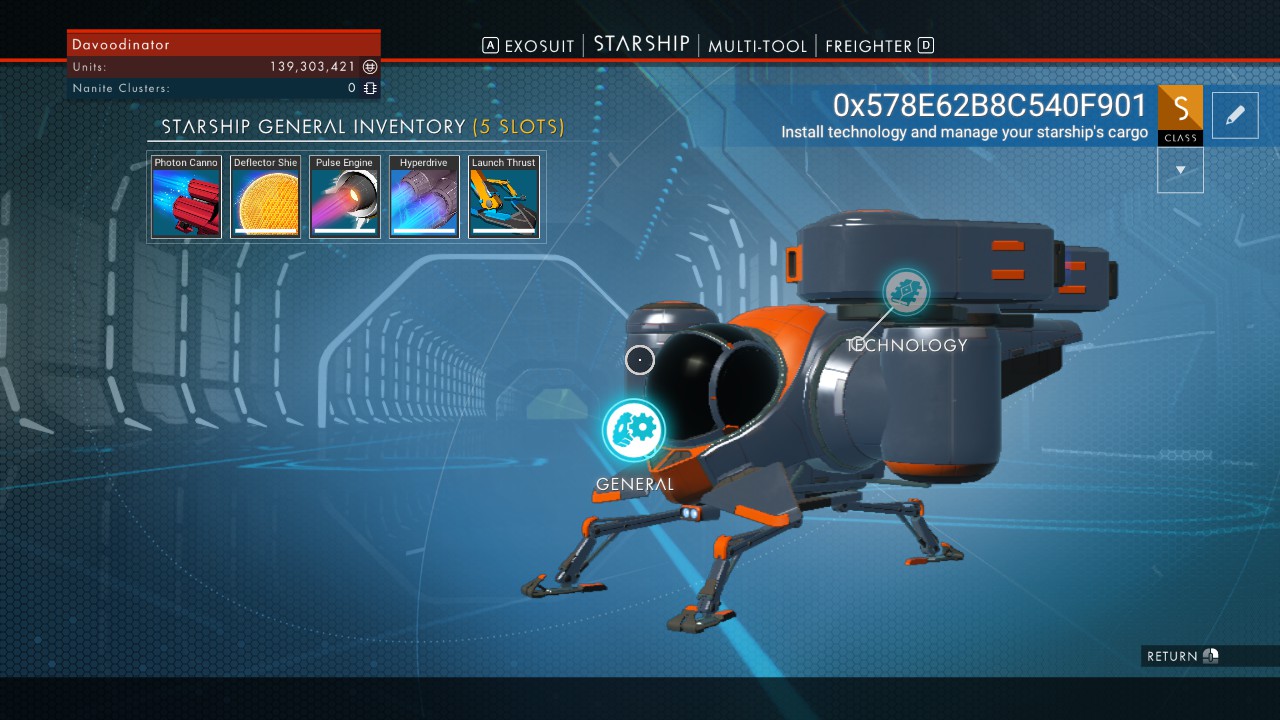 Davoodinator
Units: 139,303,421
Nanite Clusters: 0
A EXOSUIT STARSHIP MULTI-TOOL FREIGHTER D
0x578E62B8C540F901
Install technology and manage your starship's cargo
S
CLASS
STARSHIP GENERAL INVENTORY (5 SLOTS)
Photon Canno Deflector Shie Pulse Engine Hyperdrive Launch Thrust
TECHNOLOGY
GENERAL
RETURN